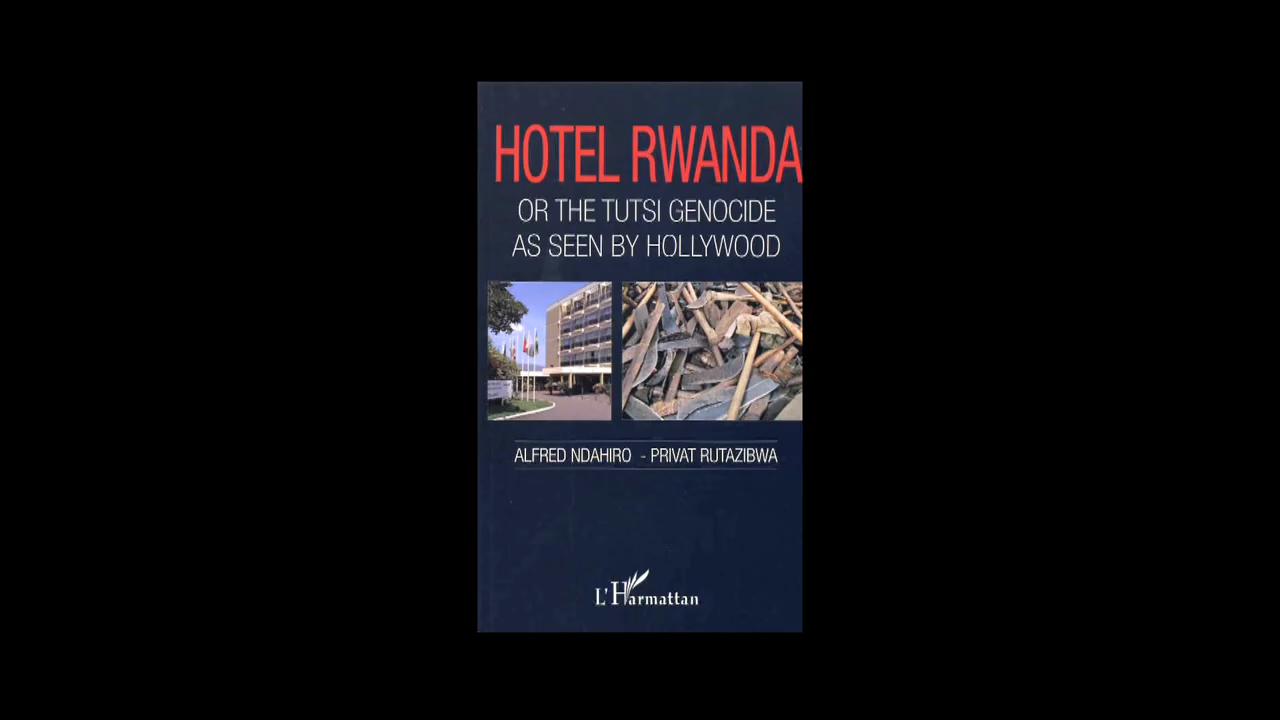 HOTEL RWANDA
OR THE TUTSI GENOCIDE
AS SEEN BY HOLLYWOOD
ALFRED NDAHIRO - PRIVAT RUTAZIBWA
L'Harmattan